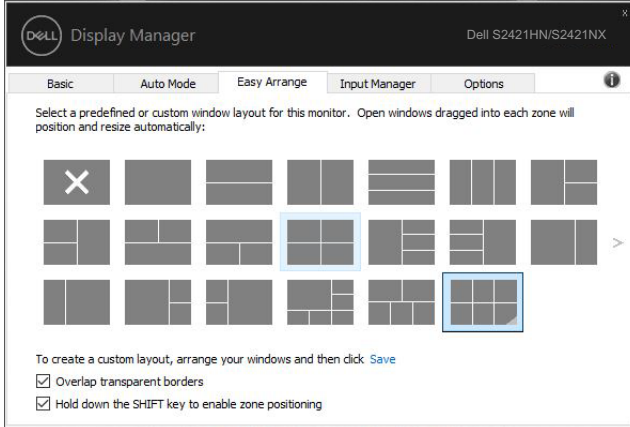 DELL Display Manager
Dell S2421HN/S2421NX
x
Basic Auto Mode Easy Arrange Input Manager Options i
Select a predefined or custom window layout for this monitor. Open windows dragged into each zone will
position and resize automatically:
>
To create a custom layout, arrange your windows and then click Save
Overlap transparent borders
Hold down the SHIFT key to enable zone positioning